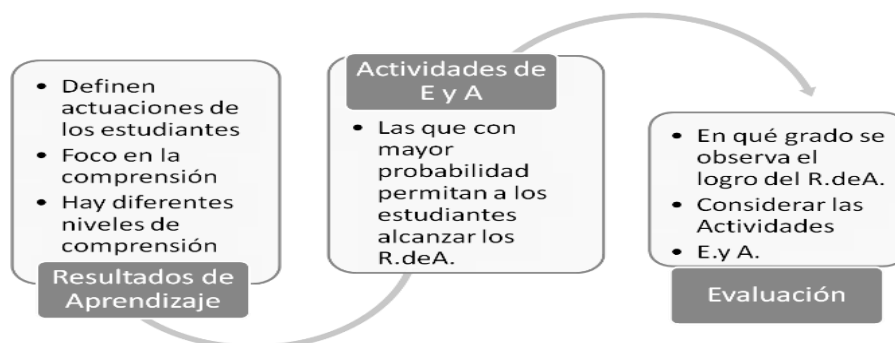 • Definen
actuaciones de
los estudiantes
• Foco en la
comprensión
• Hay diferentes
niveles de
comprensión
Resultados de
Aprendizaje
Actividades de
E y A
• Las que con
mayor
probabilidad
permitan a los
estudiantes
alcanzar los
R.deA.
• En qué grado se
observa el
logro del R.deA.
• Considerar las
Actividades
• E.y A.
Evaluación